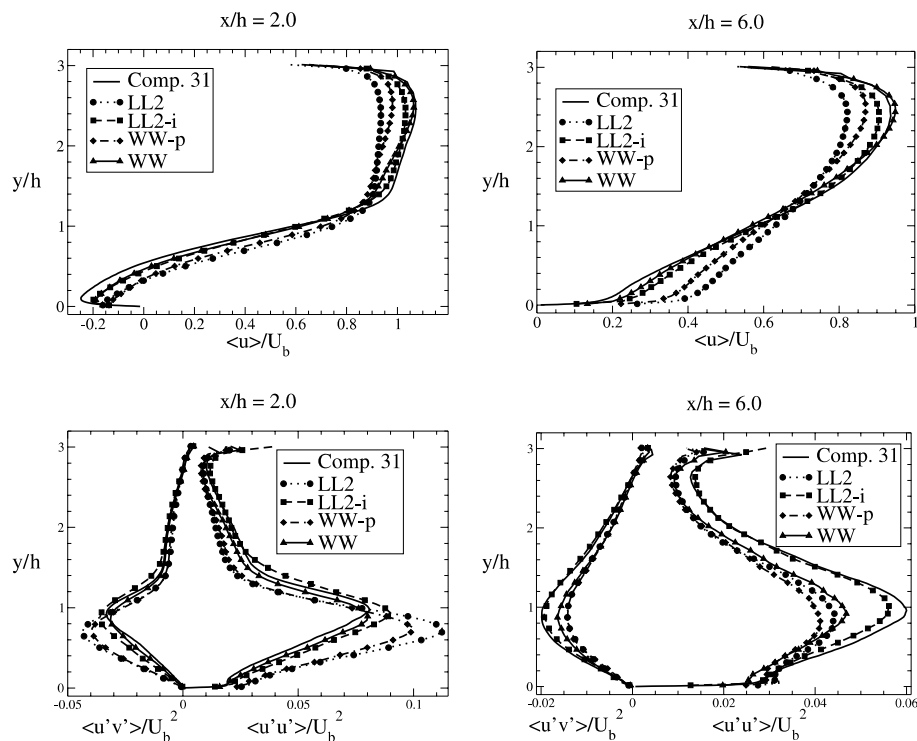 x/h = 2.0
3
2
y/h
1
0
Comp. 31
LL2
LL2-i
WW-p
WW
-0.2 0 0.2 0.4 0.6 0.8 1
<u>/U_b
x/h = 6.0
3
2
y/h
1
0
Comp. 31
LL2
LL2-i
WW-p
WW
0 0.2 0.4 0.6 0.8 1
<u>/U_b
x/h = 2.0
3
2
y/h
1
0
Comp. 31
LL2
LL2-i
WW-p
WW
-0.05 0 0.05 0.1
<u'v'>/U_b^2 <u'u'>/U_b^2
x/h = 6.0
3
2
y/h
1
0
Comp. 31
LL2
LL2-i
WW-p
WW
-0.02 0 0.02 0.04 0.06
<u'v'>/U_b^2 <u'u'>/U_b^2